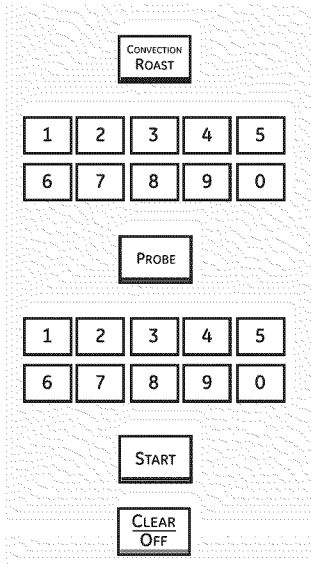 CONVECTION
ROAST
1 2 3 4 5
6 7 8 9 0
PROBE
1 2 3 4 5
6 7 8 9 0
START
CLEAR
OFF